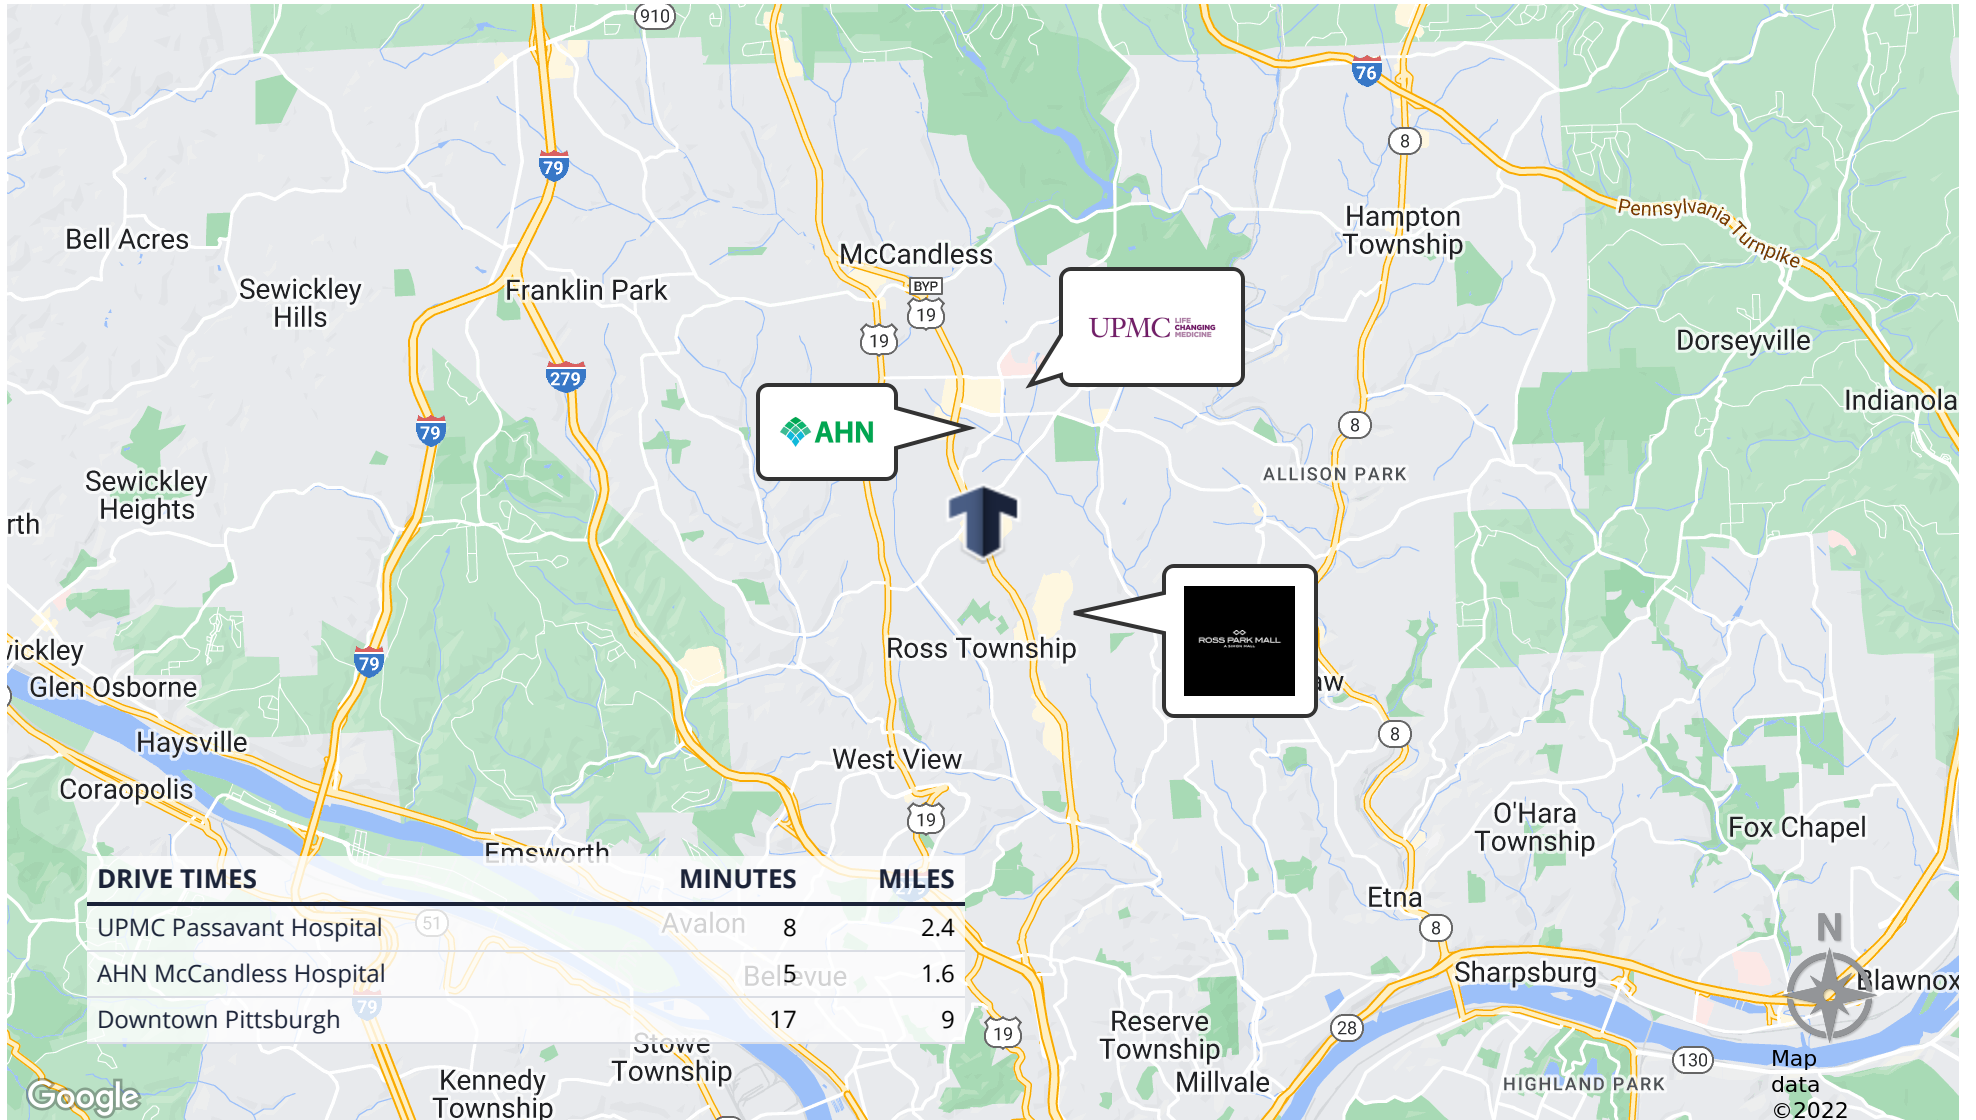 910
76
8
79
Pennsylvania Turnpike
Hampton
Township
Bell Acres
McCandless
Sewickley
Hills
Franklin Park
BYP
19
19
UPMC LIFE
CHANGING
MEDICINE
Dorseyville
279
Indianola
79
AHN
8
ALLISON PARK
Sewickley
Heights
rth
ROSS PARK MALL
A SIMON MALL
Ross Township
wickley
79
Glen Osborne
aw
Haysville
8
West View
Coraopolis
19
O'Hara
Township
Fox Chapel
Emsworth
DRIVE TIMES MINUTES MILES
Etna
UPMC Passavant Hospital 8 2.4
51
Avalon
8
N
AHN McCandless Hospital 5 1.6
Bellevue
Sharpsburg
Blawnox
79
Downtown Pittsburgh 17 9
19
Reserve
Township
28
Stowe
Township
130
Map
data
©2022
Kennedy
Township
Millvale
HIGHLAND PARK
Google